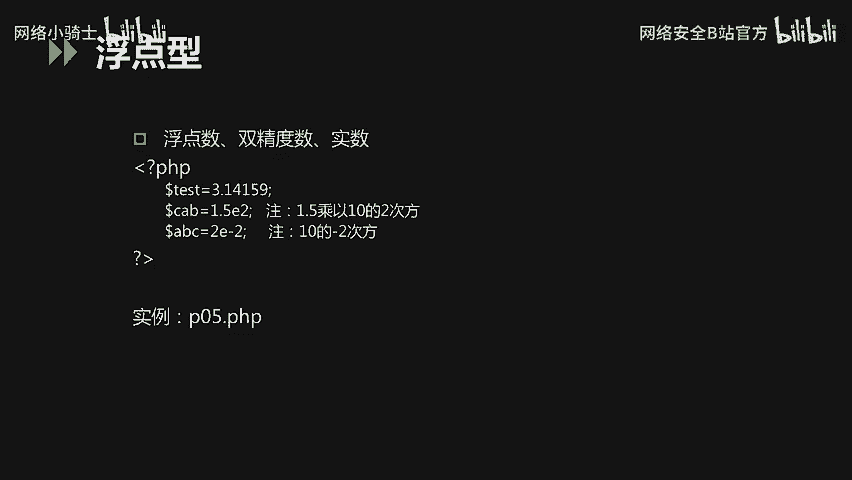 网络小骑士 bilibili
网络安全B站官方 bilibili
浮点型
浮点数、双精度数、实数
<?php
$test=3.14159;
$cab=1.5e2; 注：1.5乘以10的2次方
$abc=2e-2; 注：10的-2次方
?>
实例：p05.php